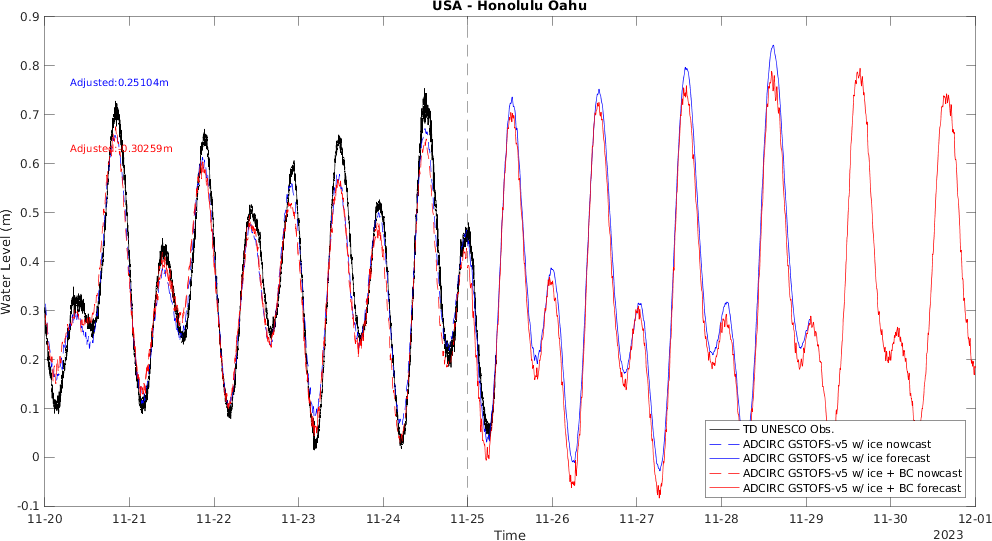 USA - Honolulu Oahu
0.9
0.8
0.7
0.6
0.5
0.4
0.3
0.2
0.1
0
-0.1
Water Level (m)
Adjusted:0.25104m
Adjusted:-0.30259m
TD UNESCO Obs.
ADCIRC GSTOFS-v5 w/ ice nowcast
ADCIRC GSTOFS-v5 w/ ice forecast
ADCIRC GSTOFS-v5 w/ ice + BC nowcast
ADCIRC GSTOFS-v5 w/ ice + BC forecast
11-20 11-21 11-22 11-23 11-24 11-25 11-26 11-27 11-28 11-29 11-30 12-01
Time
2023